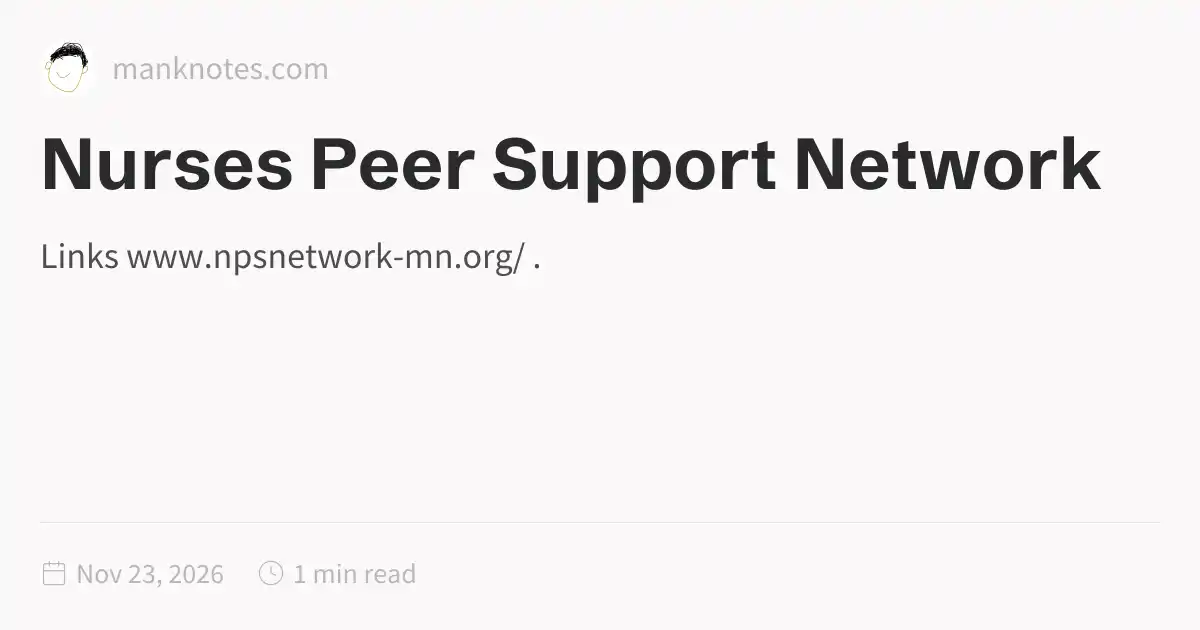 manknotes.com
Nurses Peer Support Network
Links www.npsnetwork-mn.org/ .
Nov 23, 2026 1 min read